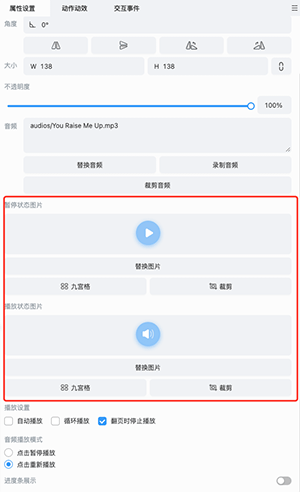 属性设置 动作动效 交互事件
角度 0°
大小 W 138 H 138
不透明度
100%
音频 audios/You Raise Me Up.mp3
替换音频 录制音频
裁剪音频
暂停状态图片
替换图片
九宫格 裁剪
播放状态图片
替换图片
九宫格 裁剪
播放设置
自动播放 循环播放 翻页时停止播放
音频播放模式
点击暂停播放
点击重新播放
进度条展示